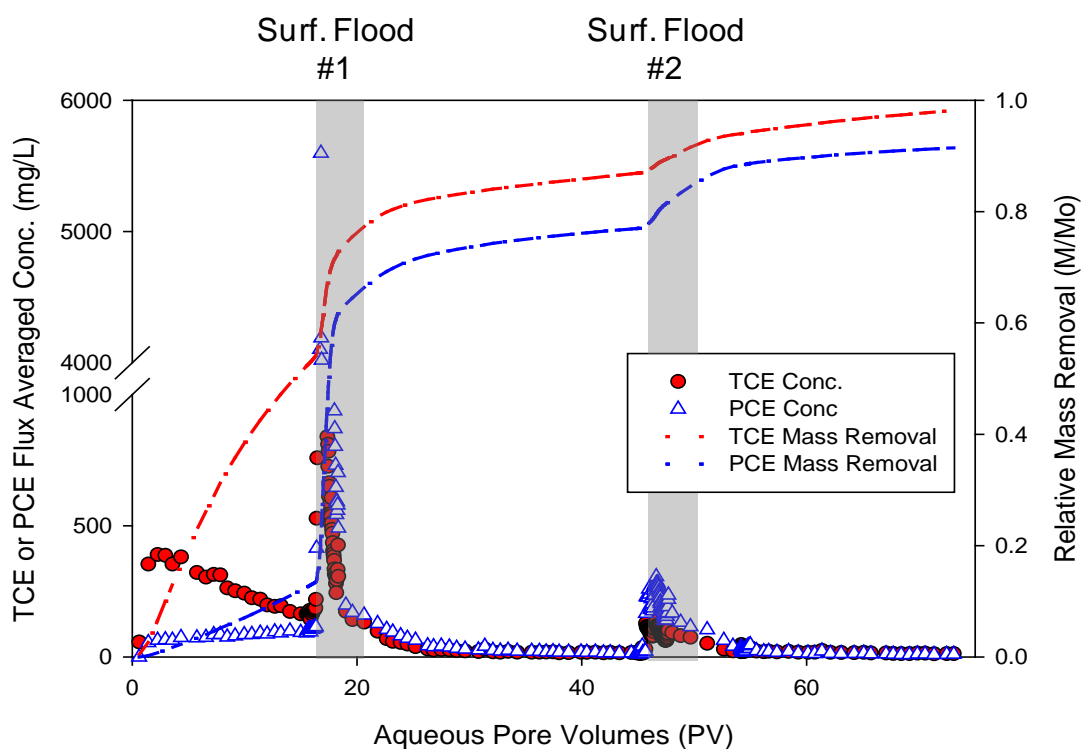 Surf. Flood
#1
Surf. Flood
#2
TCE or PCE Flux Averaged Conc. (mg/L)
6000
5000
4000
1000
500
0
1.0
0.8
0.6
0.4
0.2
0.0
Relative Mass Removal (M/Mo)
TCE Conc.
PCE Conc
TCE Mass Removal
PCE Mass Removal
0
20
40
60
Aqueous Pore Volumes (PV)